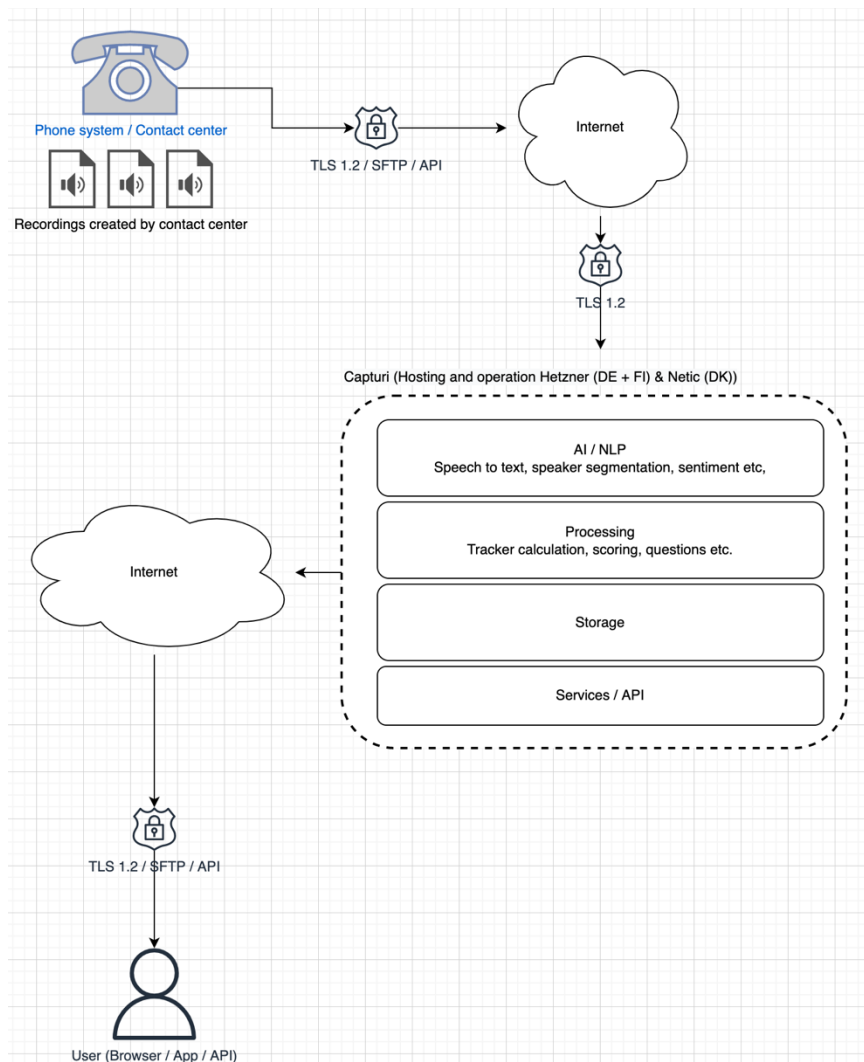 Phone system / Contact center
Recordings created by contact center
TLS 1.2 / SFTP / API
Internet
TLS 1.2
Capturi (Hosting and operation Hetzner (DE + FI) & Netic (DK))
AI / NLP
Speech to text, speaker segmentation, sentiment etc,
Processing
Tracker calculation, scoring, questions etc.
Storage
Services / API
Internet
TLS 1.2 / SFTP / API
User (Browser / App / API)